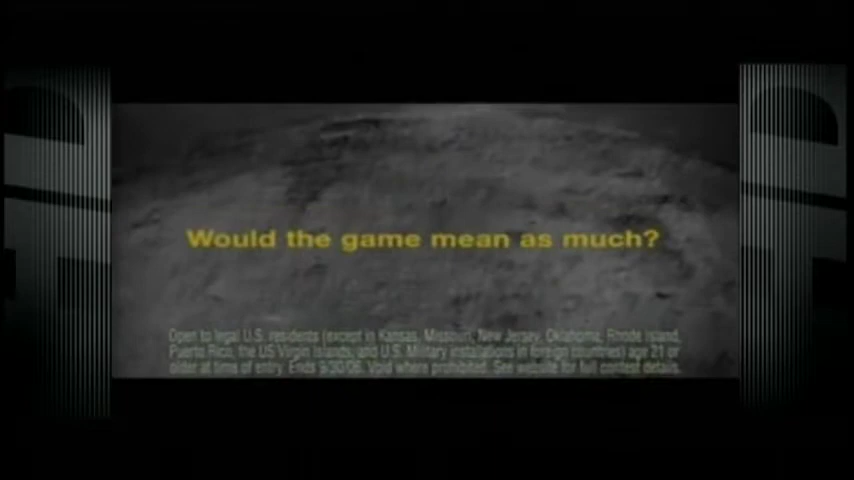 Would the game mean as much?
Open to legal U.S. residents (except in Kansas, Missouri, New Jersey, Oklahoma, Rhode Island,
Puerto Rico, the US Virgin Islands, and U.S. Military installations in foreign countries) age 21 or
older at time of entry. Ends 9/30/06. Void where prohibited. See website for full contest details.